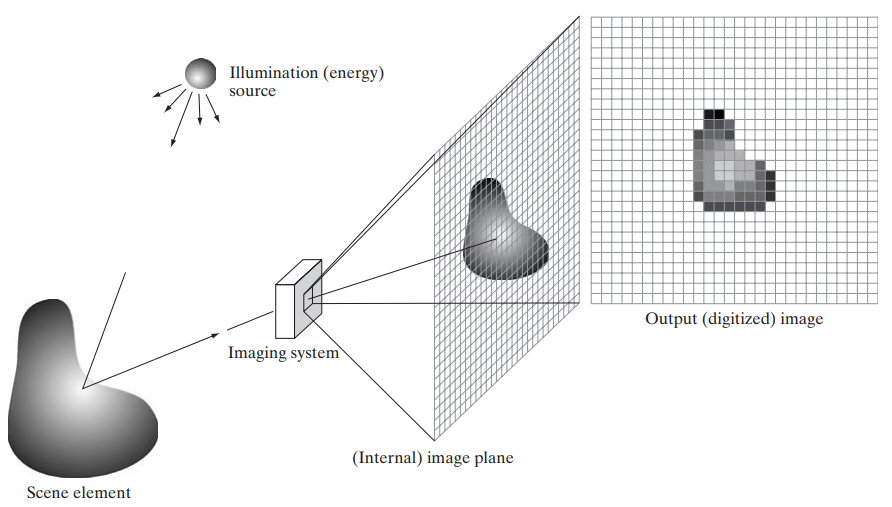 Illumination (energy)
source
Imaging system
Output (digitized) image
(Internal) image plane
Scene element